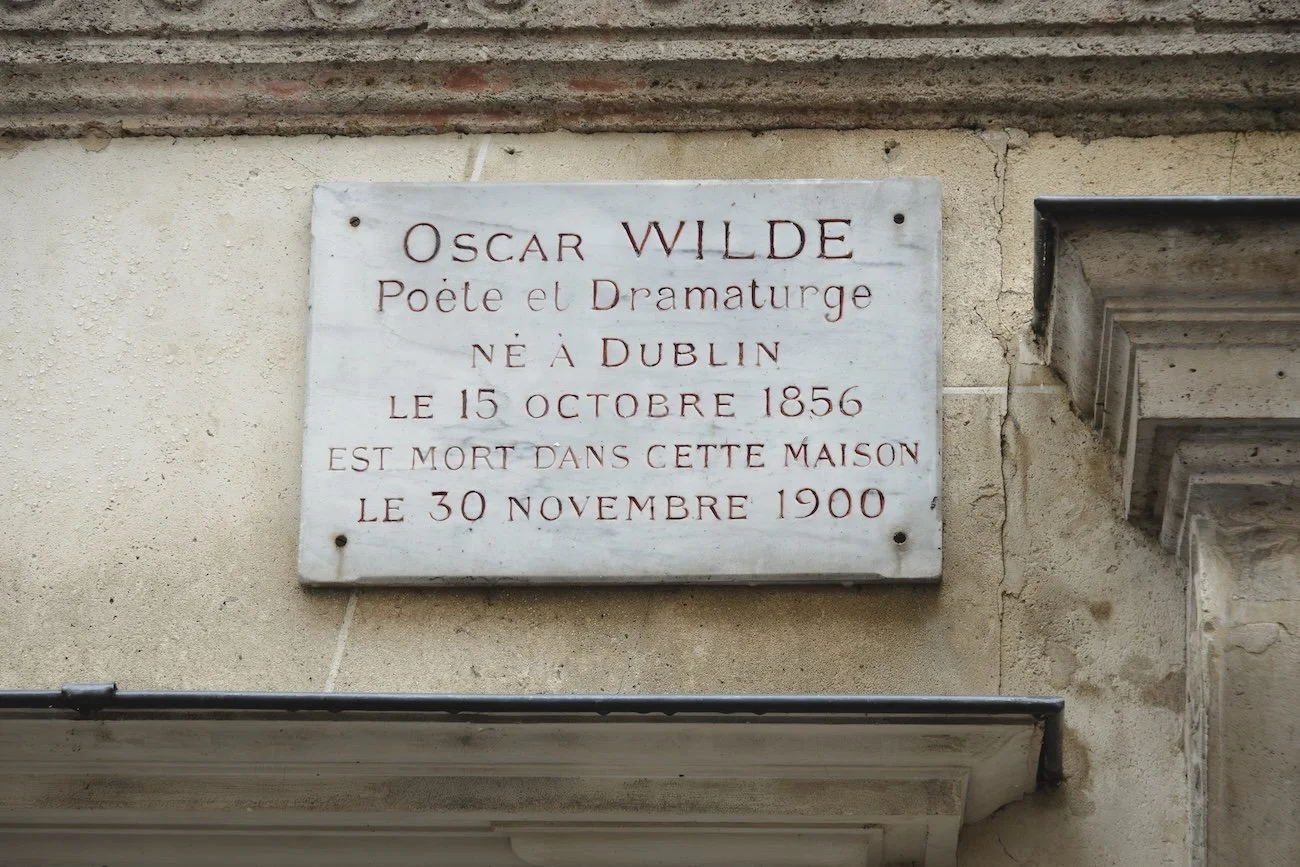 OSCAR WILDE
Poète et Dramaturge
NÉ À DUBLIN
LE 15 OCTOBRE 1856
EST MORT DANS CETTE MAISON
LE 30 NOVEMBRE 1900